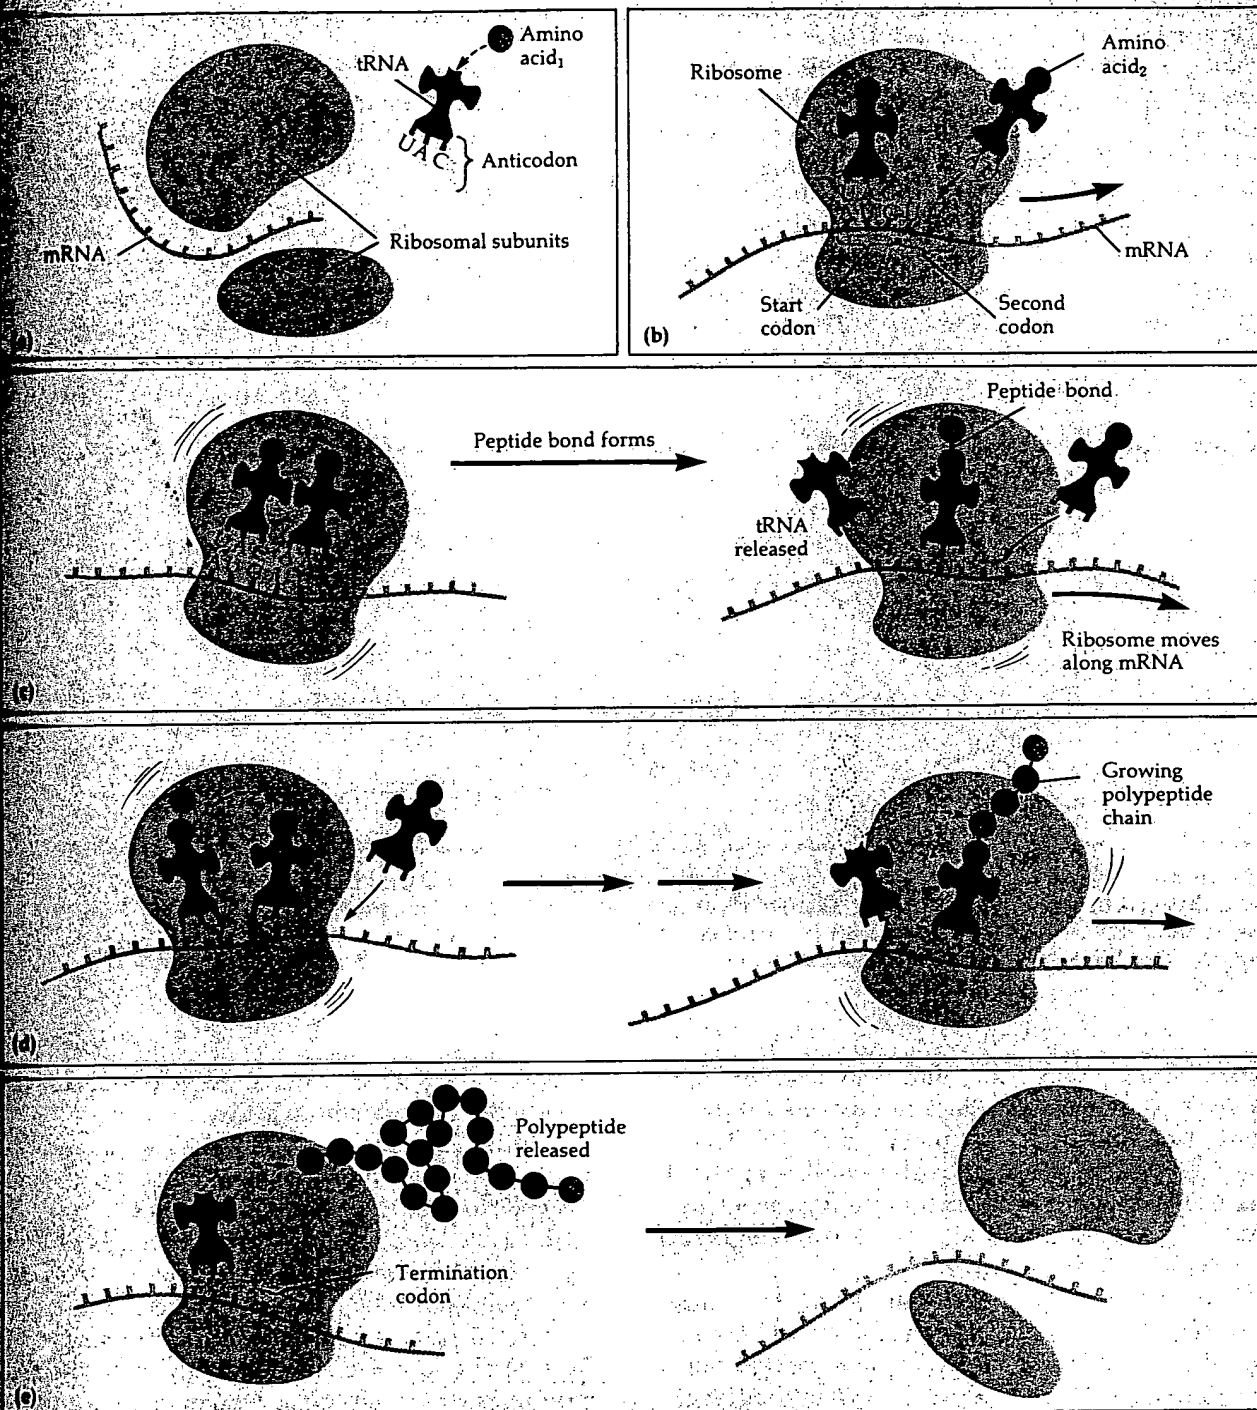 Amino
acid₁
tRNA
UAC
Anticodon
Ribosomal subunits
mRNA
(a)
Amino
acid₂
Ribosome
mRNA
Start
codon
Second
codon
(b)
Peptide bond
Peptide bond forms
tRNA
released
Ribosome moves
along mRNA
(c)
Growing
polypeptide
chain
(d)
Polypeptide
released
Termination
codon
(e)